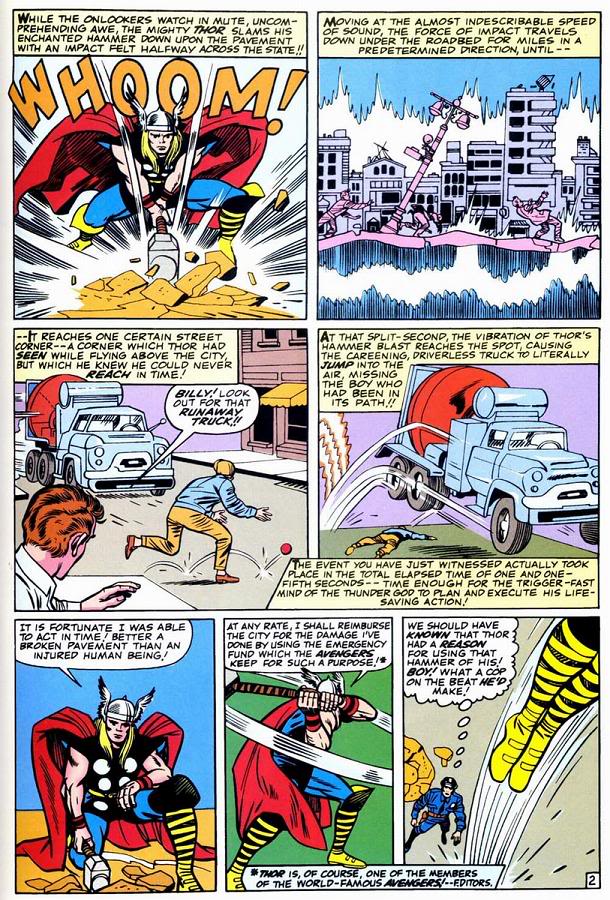 WHILE THE ONLOOKERS WATCH IN MUTE, UNCOM-
PREHENDING AWE, THE MIGHTY THOR SLAMS HIS
ENCHANTED HAMMER DOWN UPON THE PAVEMENT
WITH AN IMPACT FELT HALFWAY ACROSS THE STATE!!
WHOOM!
MOVING AT THE ALMOST INDESCRIBABLE SPEED
OF SOUND, THE FORCE OF IMPACT TRAVELS
DOWN UNDER THE ROADBED FOR MILES IN A
PREDETERMINED DIRECTION, UNTIL--
--IT REACHES ONE CERTAIN STREET
CORNER--A CORNER WHICH THOR HAD
SEEN WHILE FLYING ABOVE THE CITY,
BUT WHICH HE KNEW HE COULD NEVER
REACH IN TIME!
BILLY! LOOK
OUT FOR THAT
RUNAWAY
TRUCK!!
AT THAT SPLIT-SECOND, THE VIBRATION OF THOR'S
HAMMER BLAST REACHES THE SPOT, CAUSING
THE CAREENING, DRIVERLESS TRUCK TO LITERALLY
JUMP INTO THE
AIR, MISSING
THE BOY WHO
HAD BEEN IN
ITS PATH!!
THE EVENT YOU HAVE JUST WITNESSED ACTUALLY TOOK
PLACE IN THE TOTAL ELAPSED TIME OF ONE AND ONE-
FIFTH SECONDS-- TIME ENOUGH FOR THE TRIGGER-FAST
MIND OF THE THUNDER GOD TO PLAN AND EXECUTE HIS LIFE-
SAVING ACTION!
IT IS FORTUNATE I WAS ABLE
TO ACT IN TIME! BETTER A
BROKEN PAVEMENT THAN AN
INJURED HUMAN BEING!
AT ANY RATE, I SHALL REIMBURSE
THE CITY FOR THE DAMAGE I'VE
DONE BY USING THE EMERGENCY
FUND WHICH THE AVENGERS
KEEP FOR SUCH A PURPOSE!*
*THOR IS, OF COURSE, ONE OF THE MEMBERS
OF THE WORLD-FAMOUS AVENGERS!--EDITORS.
WE SHOULD HAVE
KNOWN THAT THOR
HAD A REASON
FOR USING THAT
HAMMER OF HIS!
BOY! WHAT A COP
ON THE BEAT HE'D
MAKE!
2